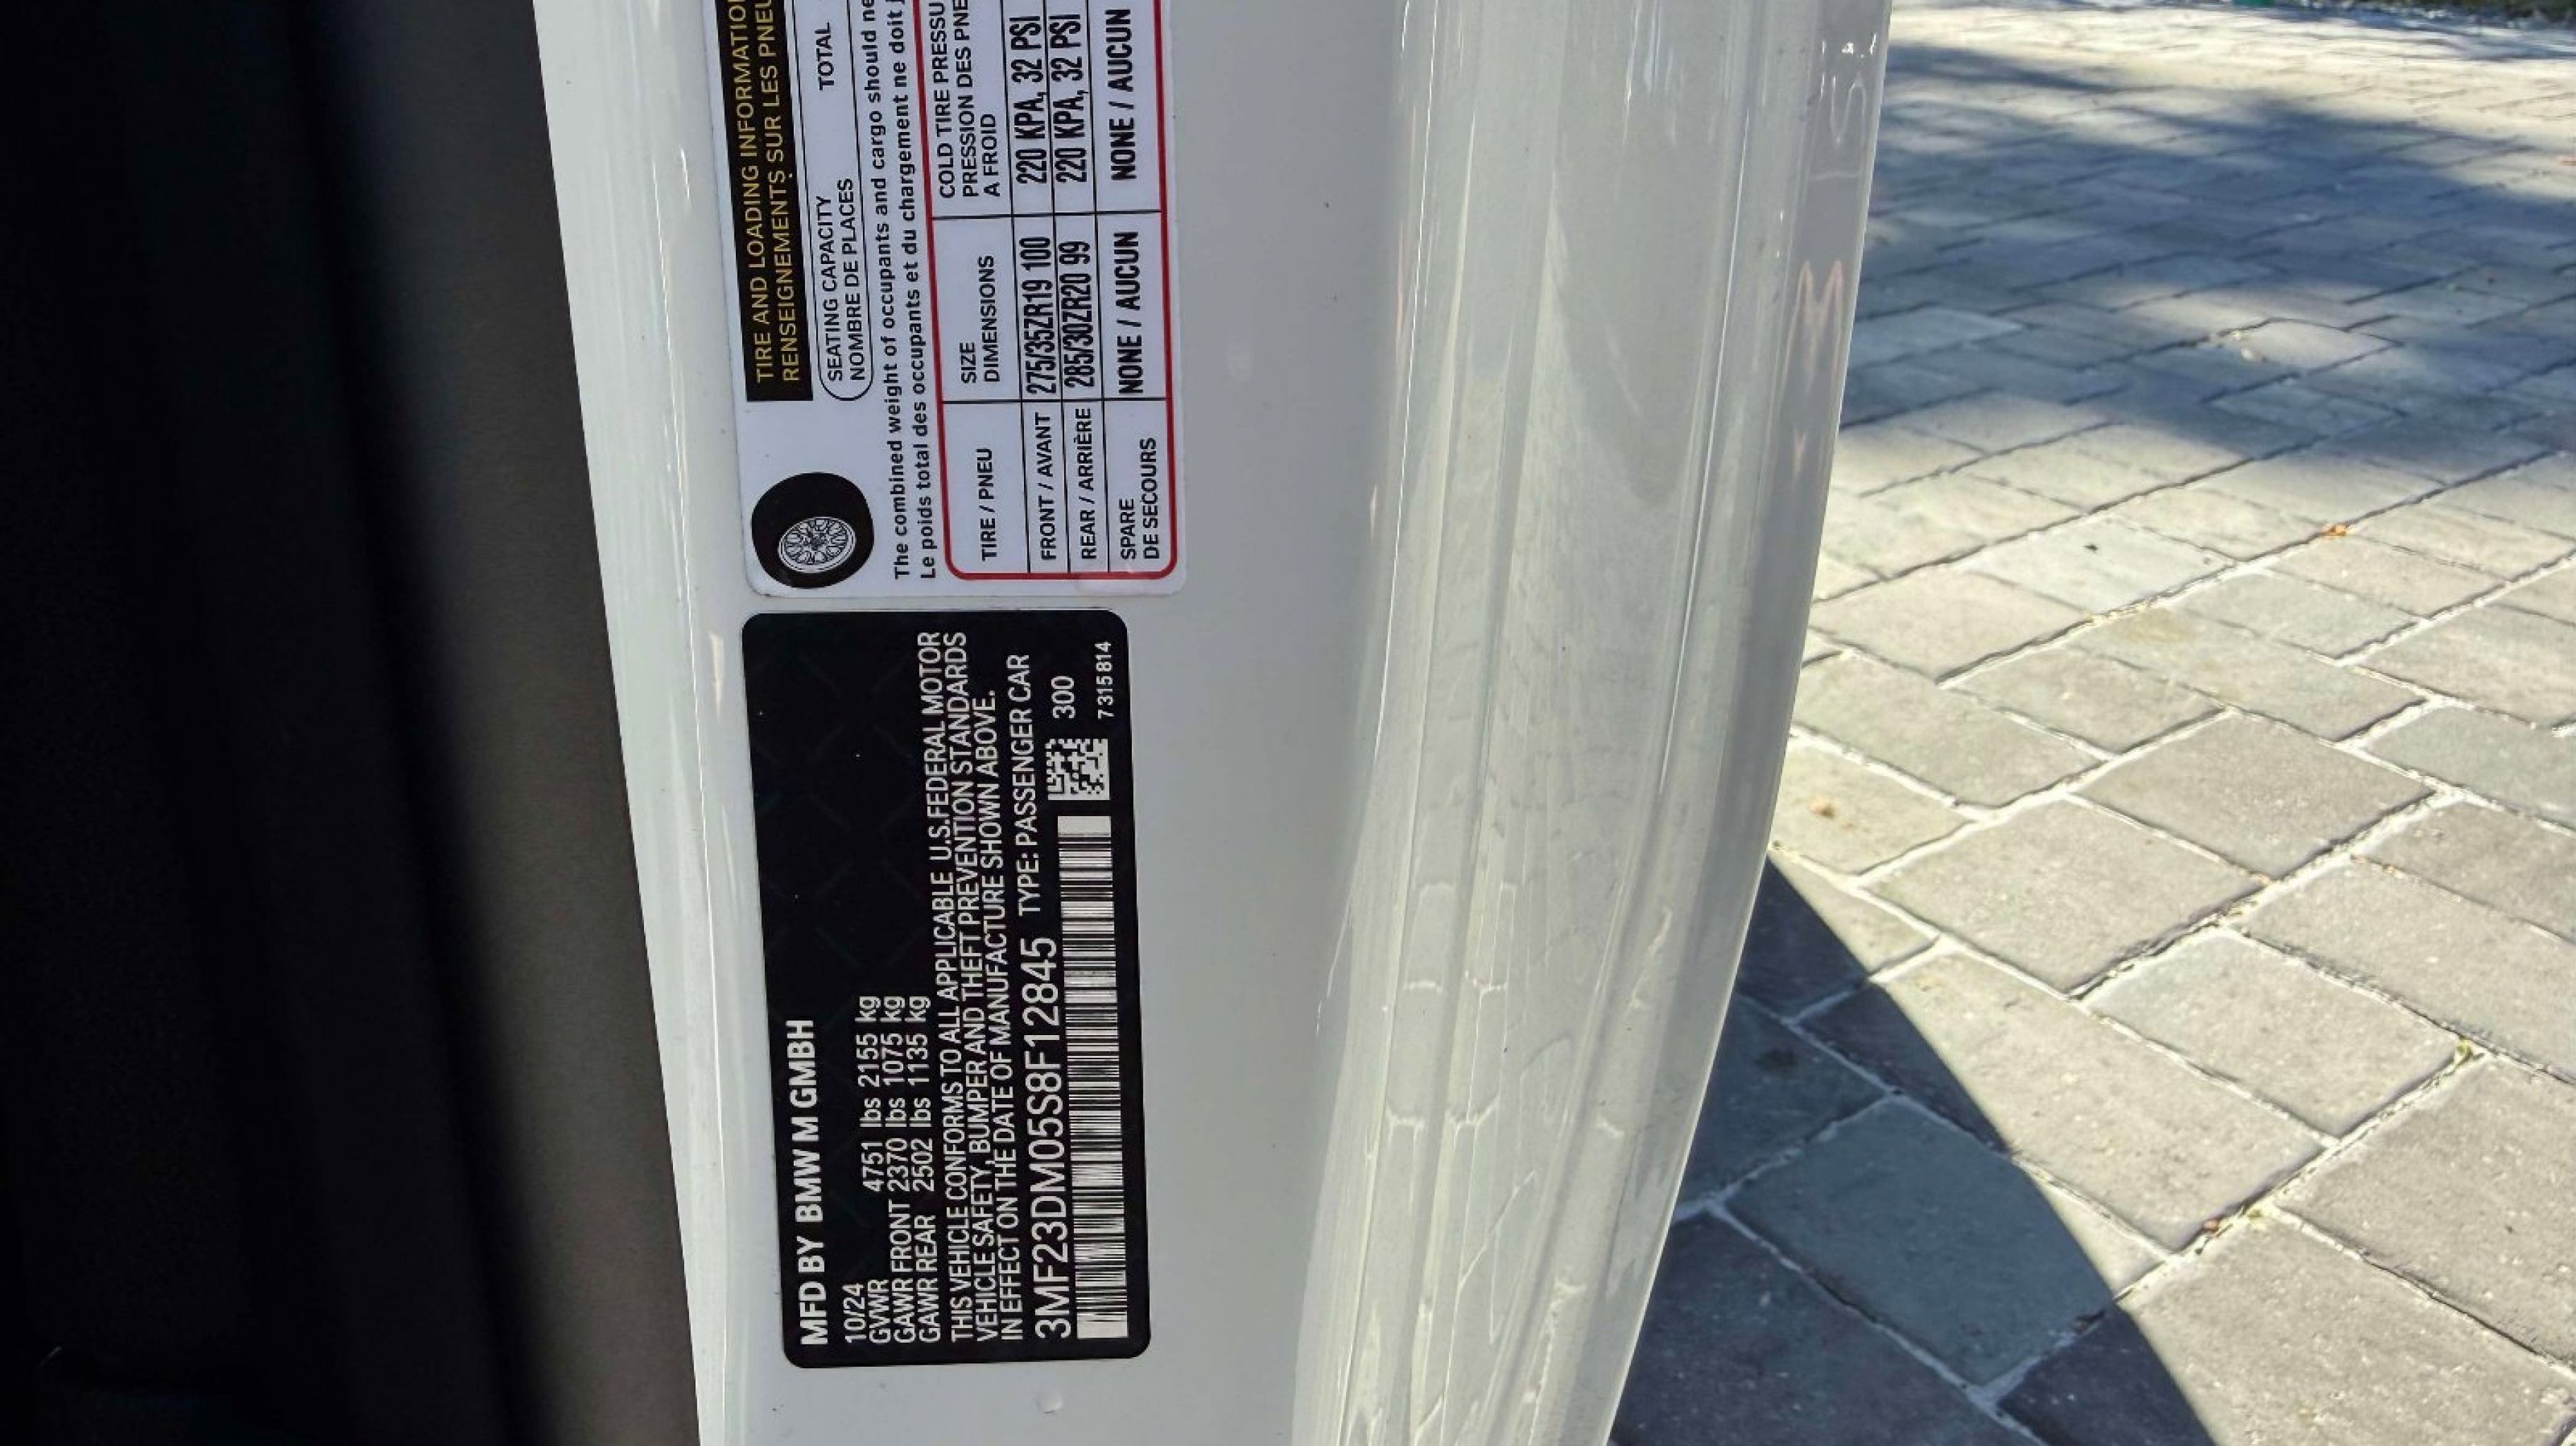 TIRE AND LOADING INFORMATION
RENSEIGNEMENTS SUR LES PNEU
SEATING CAPACITY TOTAL
NOMBRE DE PLACES
The combined weight of occupants and cargo should
Le poids total des occupants et du chargement ne doit
TIRE / PNEU SIZE DIMENSIONS COLD TIRE PRESSU
PRESSION DES PNE
A FROID
FRONT / AVANT 275/35ZR19 100 220 KPA, 32 PSI
REAR / ARRIÈRE 285/30ZR20 99 220 KPA, 32 PSI
SPARE
DE SECOURS NONE / AUCUN NONE / AUCUN
MFD BY BMW M GMBH
10/24
GVWR 4751 lbs 2155 kg
GAWR FRONT 2370 lbs 1075 kg
GAWR REAR 2502 lbs 1135 kg
THIS VEHICLE CONFORMS TO ALL APPLICABLE U.S.FEDERAL MOTOR
VEHICLE SAFETY, BUMPER AND THEFT PREVENTION STANDARDS
IN EFFECT ON THE DATE OF MANUFACTURE SHOWN ABOVE.
3MF23DM05S8F12845 TYPE: PASSENGER CAR
300
7315814